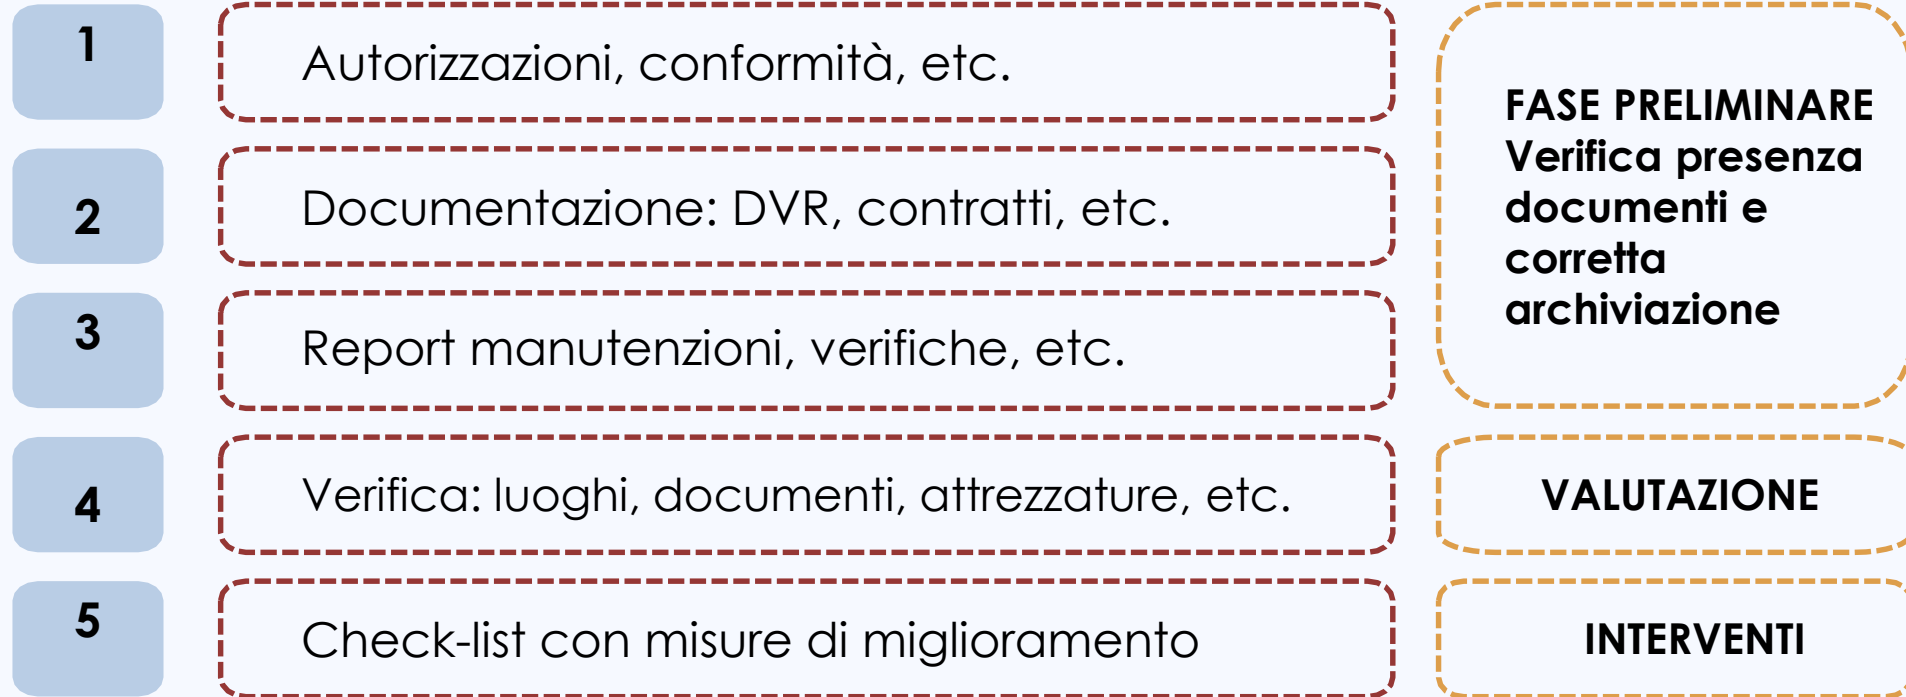 1
Autorizzazioni, conformità, etc.
2
Documentazione: DVR, contratti, etc.
3
Report manutenzioni, verifiche, etc.
FASE PRELIMINARE
Verifica presenza
documenti e
corretta
archiviazione
4
Verifica: luoghi, documenti, attrezzature, etc.
VALUTAZIONE
5
Check-list con misure di miglioramento
INTERVENTI